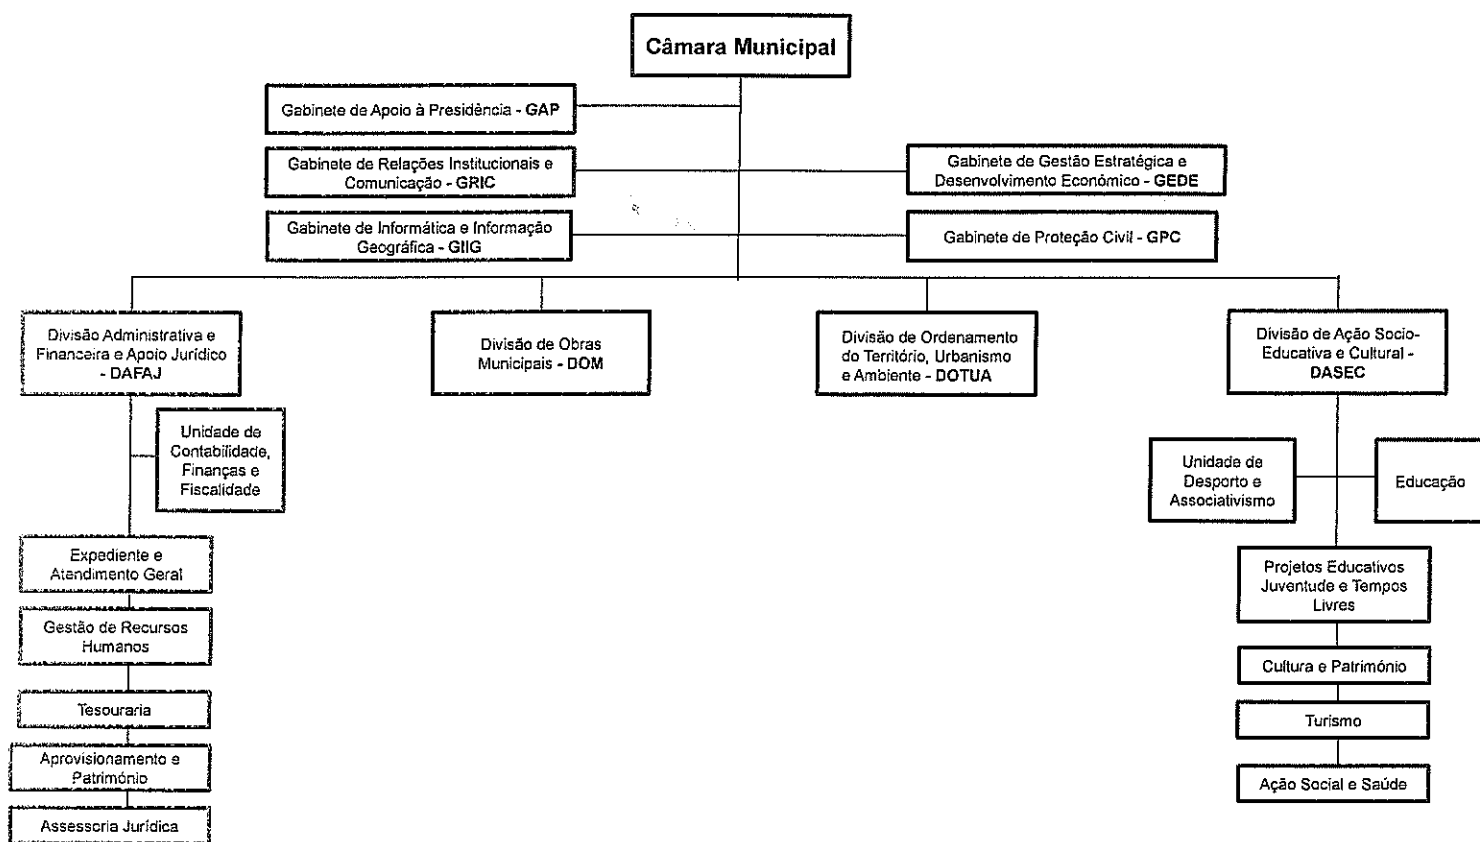 Câmara Municipal
Gabinete de Apoio à Presidência - GAP
Gabinete de Relações Institucionais e
Comunicação - GRIC
Gabinete de Gestão Estratégica e
Desenvolvimento Económico - GEDE
Gabinete de Informática e Informação
Geográfica - GIIG
Gabinete de Proteção Civil - GPC
Divisão Administrativa e
Financeira e Apoio Jurídico
- DAFAJ
Divisão de Obras
Municipais - DOM
Divisão de Ordenamento
do Território, Urbanismo
e Ambiente - DOTUA
Divisão de Ação Socio-
Educativa e Cultural -
DASEC
Unidade de
Contabilidade,
Finanças e
Fiscalidade
Unidade de
Desporto e
Associativismo
Educação
Expediente e
Atendimento Geral
Gestão de Recursos
Humanos
Tesouraria
Aprovisionamento e
Património
Assessoria Jurídica
Projetos Educativos
Juventude e Tempos
Livres
Cultura e Património
Turismo
Ação Social e Saúde